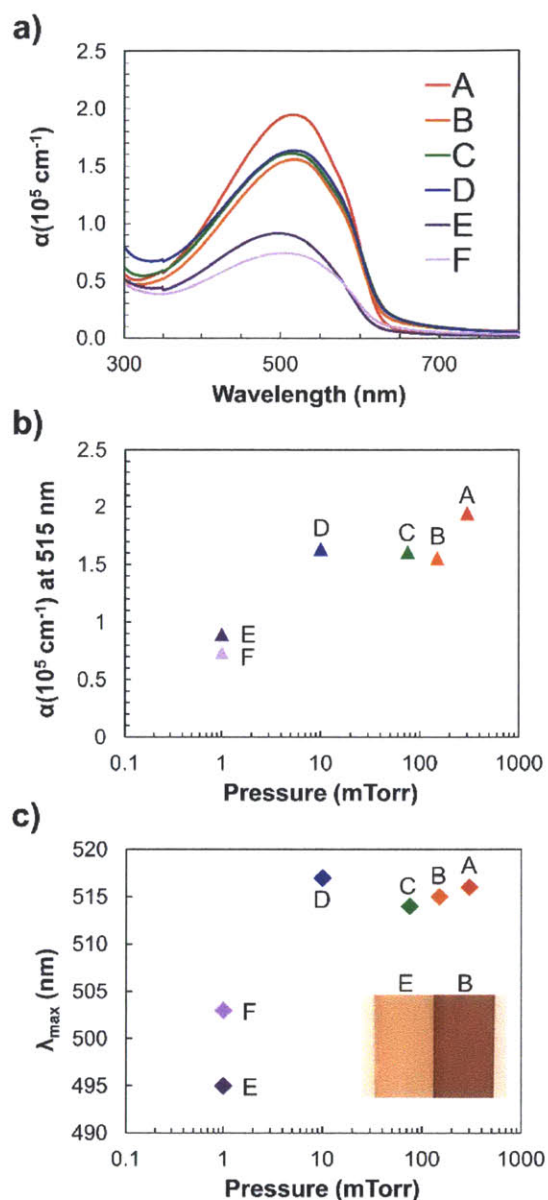 a)
α(10⁵ cm⁻¹)
2.5
2.0
1.5
1.0
0.5
0.0
A
B
C
D
E
F
300 500 700
Wavelength (nm)
b)
α(10⁵ cm⁻¹) at 515 nm
2.5
2
1.5
1
0.5
0
A
D C B
E
F
0.1 1 10 100 1000
Pressure (mTorr)
c)
λmax (nm)
520
515
510
505
500
495
490
D C B A
F
E
E B
0.1 1 10 100 1000
Pressure (mTorr)